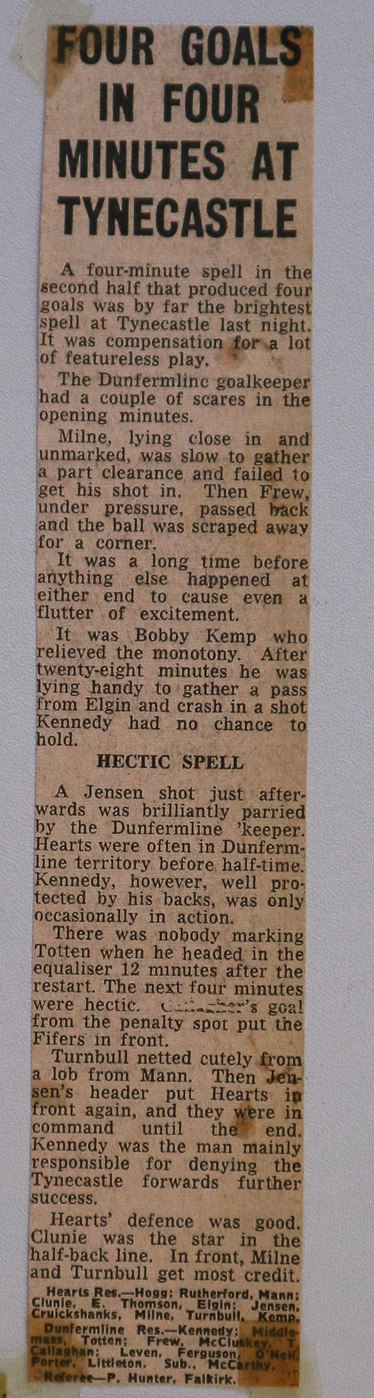 FOUR GOALS
IN FOUR
MINUTES AT
TYNECASTLE
A four-minute spell in the
second half that produced four
goals was by far the brightest
spell at Tynecastle last night.
It was compensation for a lot
of featureless play.
The Dunfermline goalkeeper
had a couple of scares in the
opening minutes.
Milne, lying close in and
unmarked, was slow to gather
a part clearance and failed to
get his shot in. Then Frew,
under pressure, passed back
and the ball was scraped away
for a corner.
It was a long time before
anything else happened at
either end to cause even a
flutter of excitement.
It was Bobby Kemp who
relieved the monotony. After
twenty-eight minutes he was
lying handy to gather a pass
from Elgin and crash in a shot
Kennedy had no chance to
hold.
HECTIC SPELL
A Jensen shot just after-
wards was brilliantly parried
by the Dunfermline 'keeper.
Hearts were often in Dunferm-
line territory before half-time.
Kennedy, however, well pro-
tected by his backs, was only
occasionally in action.
There was nobody marking
Totten when he headed in the
equaliser 12 minutes after the
restart. The next four minutes
were hectic. goal
from the penalty spot put the
Fifers in front.
Turnbull netted cutely from
a lob from Mann. Then Jen-
sen's header put Hearts in
front again, and they were in
command until the end.
Kennedy was the man mainly
responsible for denying the
Tynecastle forwards further
success.
Hearts' defence was good.
Clunie was the star in the
half-back line. In front, Milne
and Turnbull get most credit.
Hearts Res.—Hogg; Rutherford, Mann;
Clunie, E. Thomson, Elgin; Jensen,
Cruickshanks, Milne, Turnbull, Kemp.
Dunfermline Res.—Kennedy; Middle-
mass, Totten; Frew, McCluskey, T.
Callaghan; Leven, Ferguson, O'Neil,
Porter, Littleton. Sub., McCarthy.
Referee—P. Hunter, Falkirk.